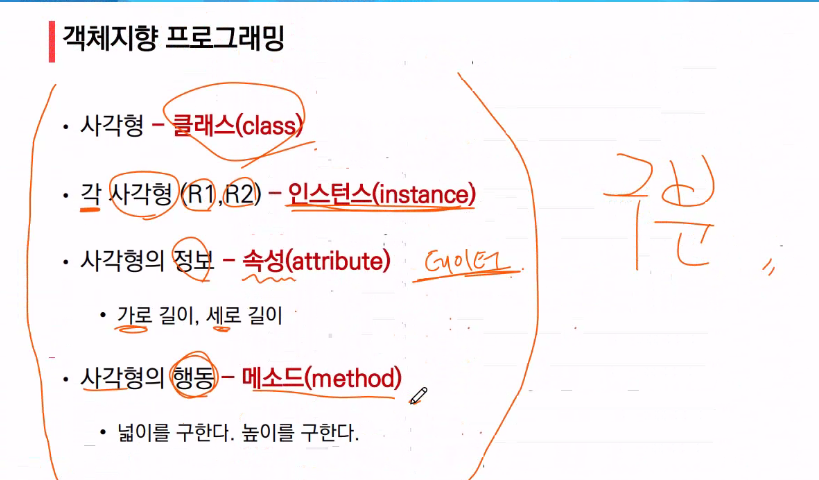 객체지향 프로그래밍
• 사각형 – 클래스(class)
• 각 사각형 (R1,R2) – 인스턴스(instance)
• 사각형의 정보 – 속성(attribute) 데이터
• 가로 길이, 세로 길이
• 사각형의 행동 – 메소드(method)
• 넓이를 구한다. 높이를 구한다.
구분